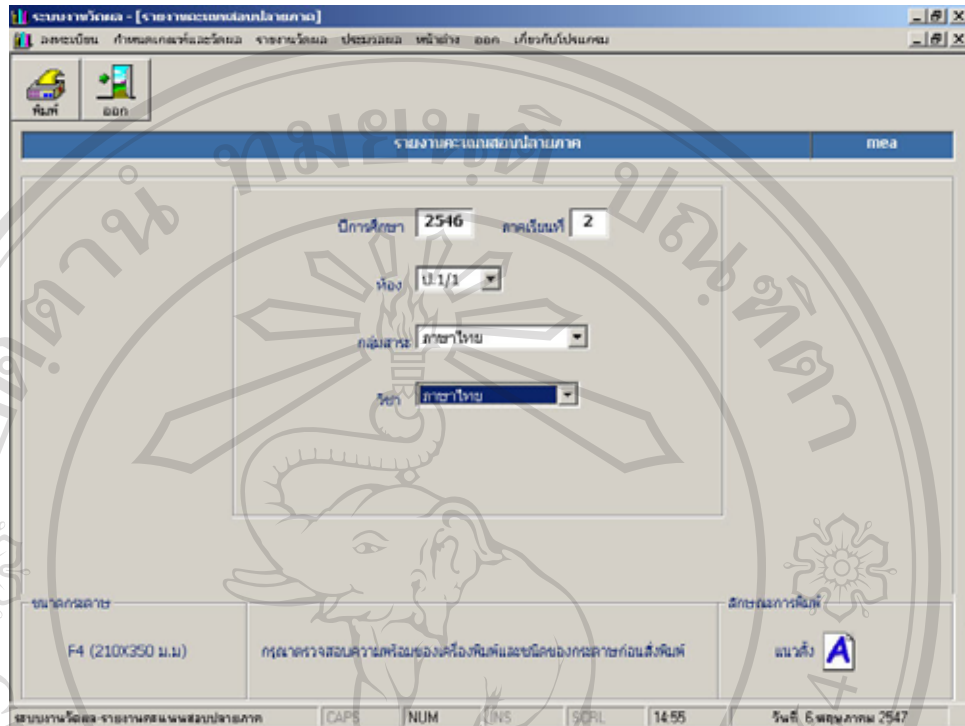 ระบบงานวัดผล - [รายงานคะแนนสอบปลายภาค]
ลงทะเบียน กำหนดเกณฑ์และวัดผล รายงานวัดผล ประมวลผล หน้าต่าง ออก เกี่ยวกับโปรแกรม
พิมพ์ ออก
รายงานคะแนนสอบปลายภาค mea
ปีการศึกษา 2546 ภาคเรียนที่ 2
ห้อง ป.1/1
กลุ่มสาระ ภาษาไทย
วิชา ภาษาไทย
ขนาดกระดาษ ลักษณะการพิมพ์
F4 (210X350 ม.ม) กรุณาตรวจสอบความพร้อมของเครื่องพิมพ์และชนิดของกระดาษก่อนสั่งพิมพ์ แนวตั้ง A
ระบบงานวัดผล-รายงานคะแนนสอบปลายภาค CAPS NUM INS SCRL 14:55 วันที่ 6 พฤษภาคม 2547